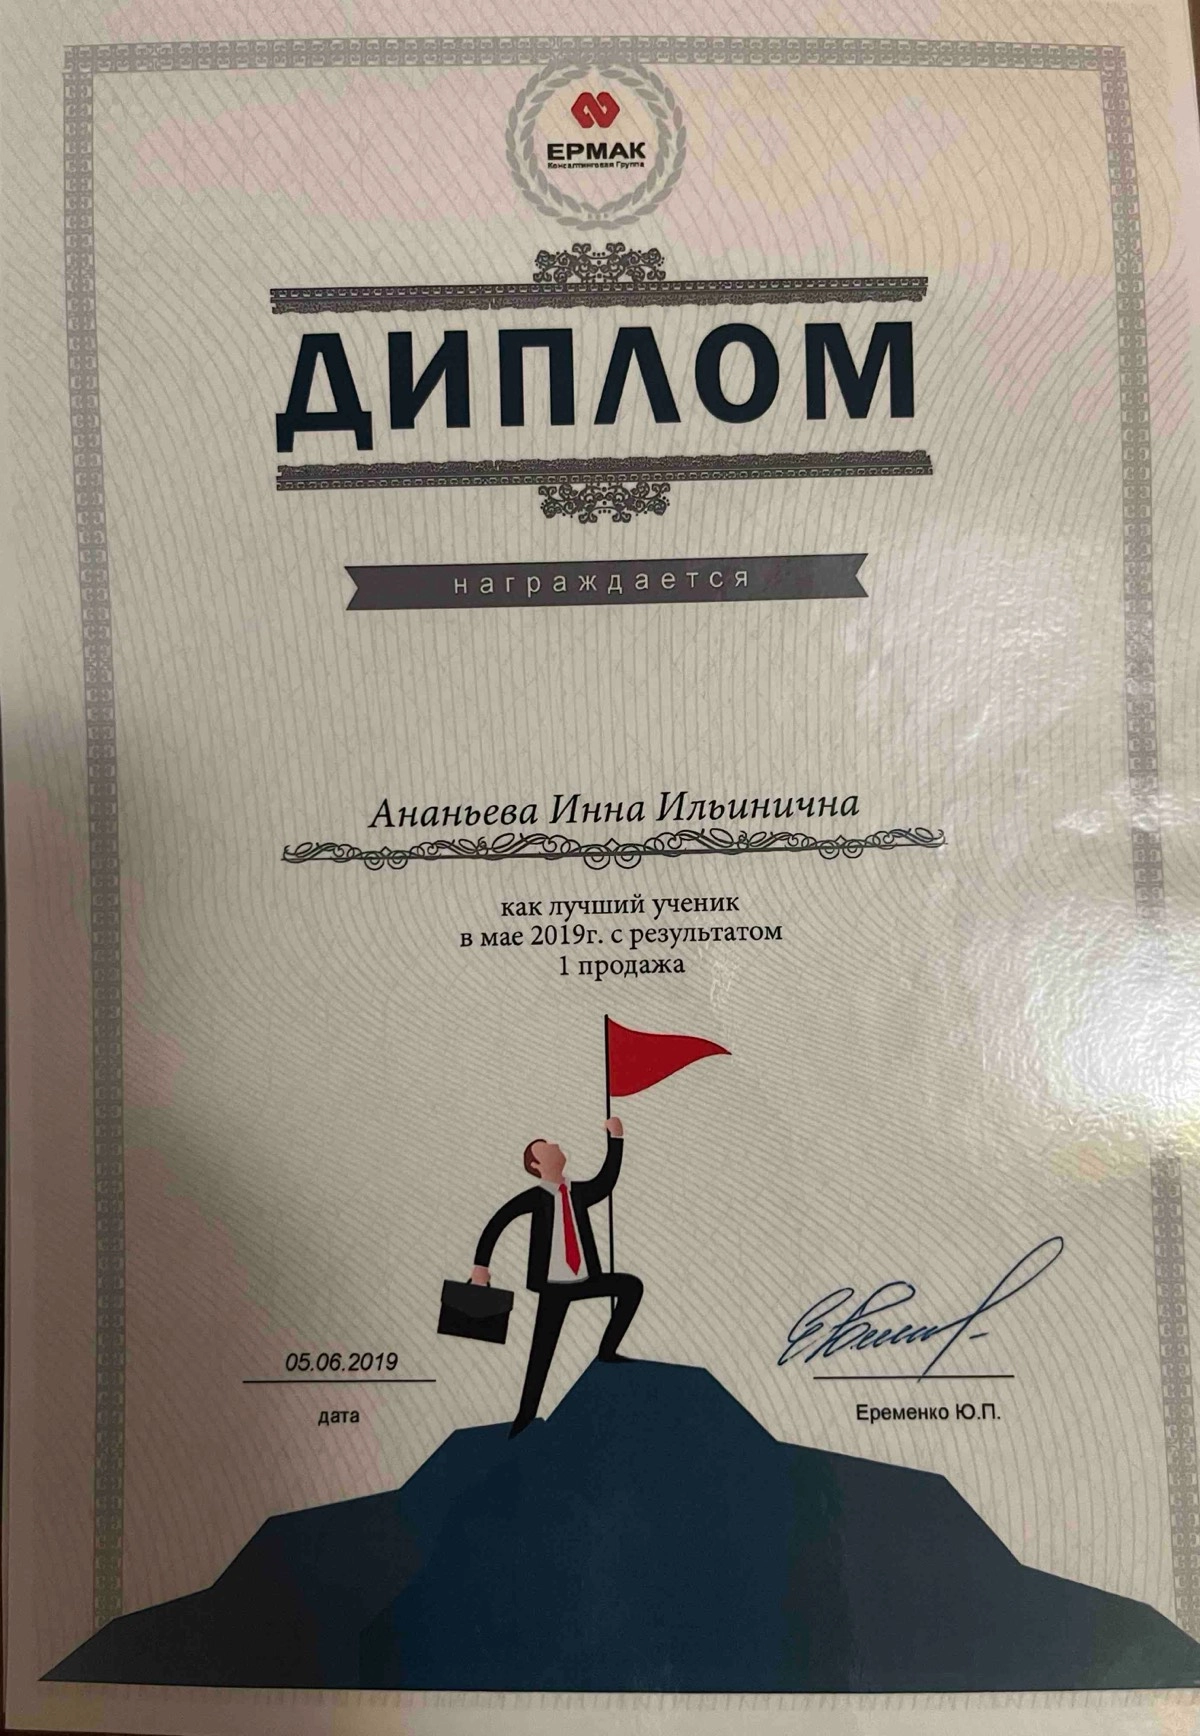 ЕРМАК
Консалтинговая Группа
ДИПЛОМ
награждается
Ананьева Инна Ильинична
как лучший ученик
в мае 2019г. с результатом
1 продажа
05.06.2019
дата
Еременко Ю.П.